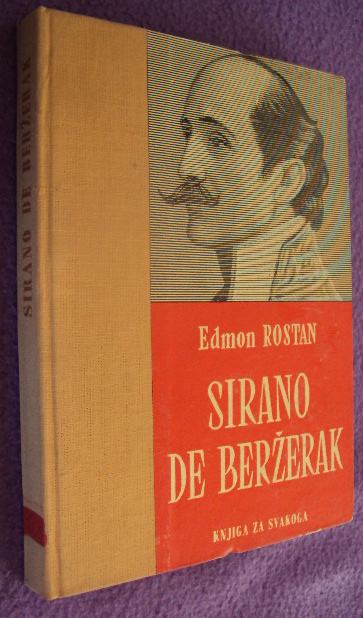 SIRANO DE BERŽERAK
Edmon ROSTAN
SIRANO
DE BERŽERAK
KNJIGA ZA SVAKOGA